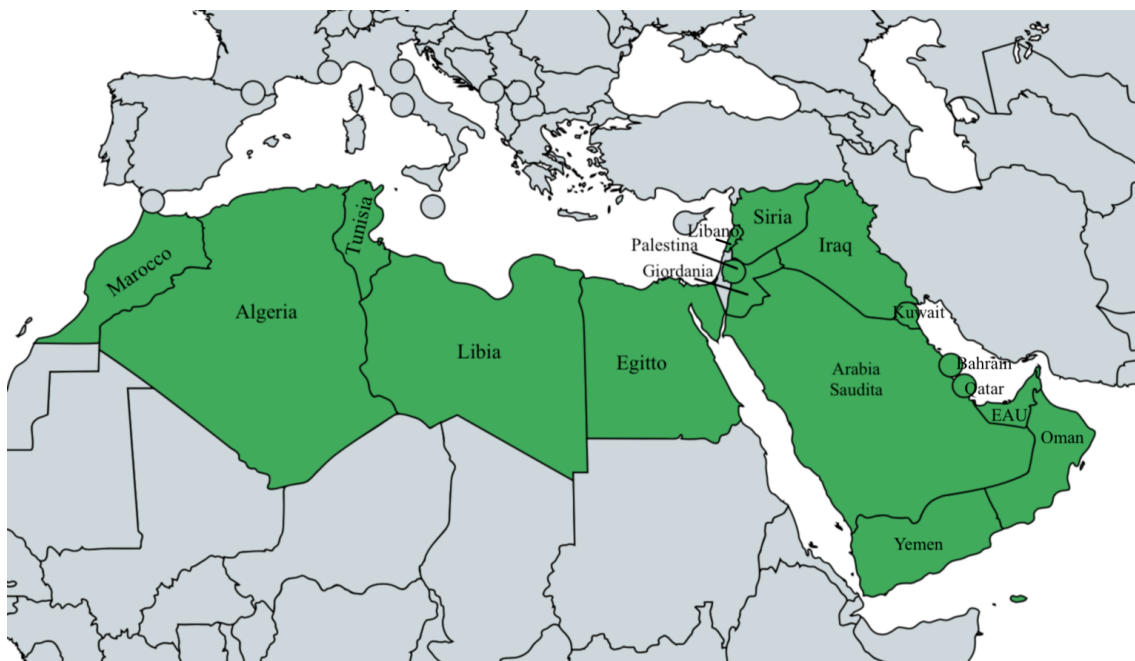 Marocco
Algeria
Tunisia
Libia
Egitto
Libano
Palestina
Giordania
Siria
Iraq
Kuwait
Arabia
Saudita
Bahrain
Qatar
EAU
Oman
Yemen